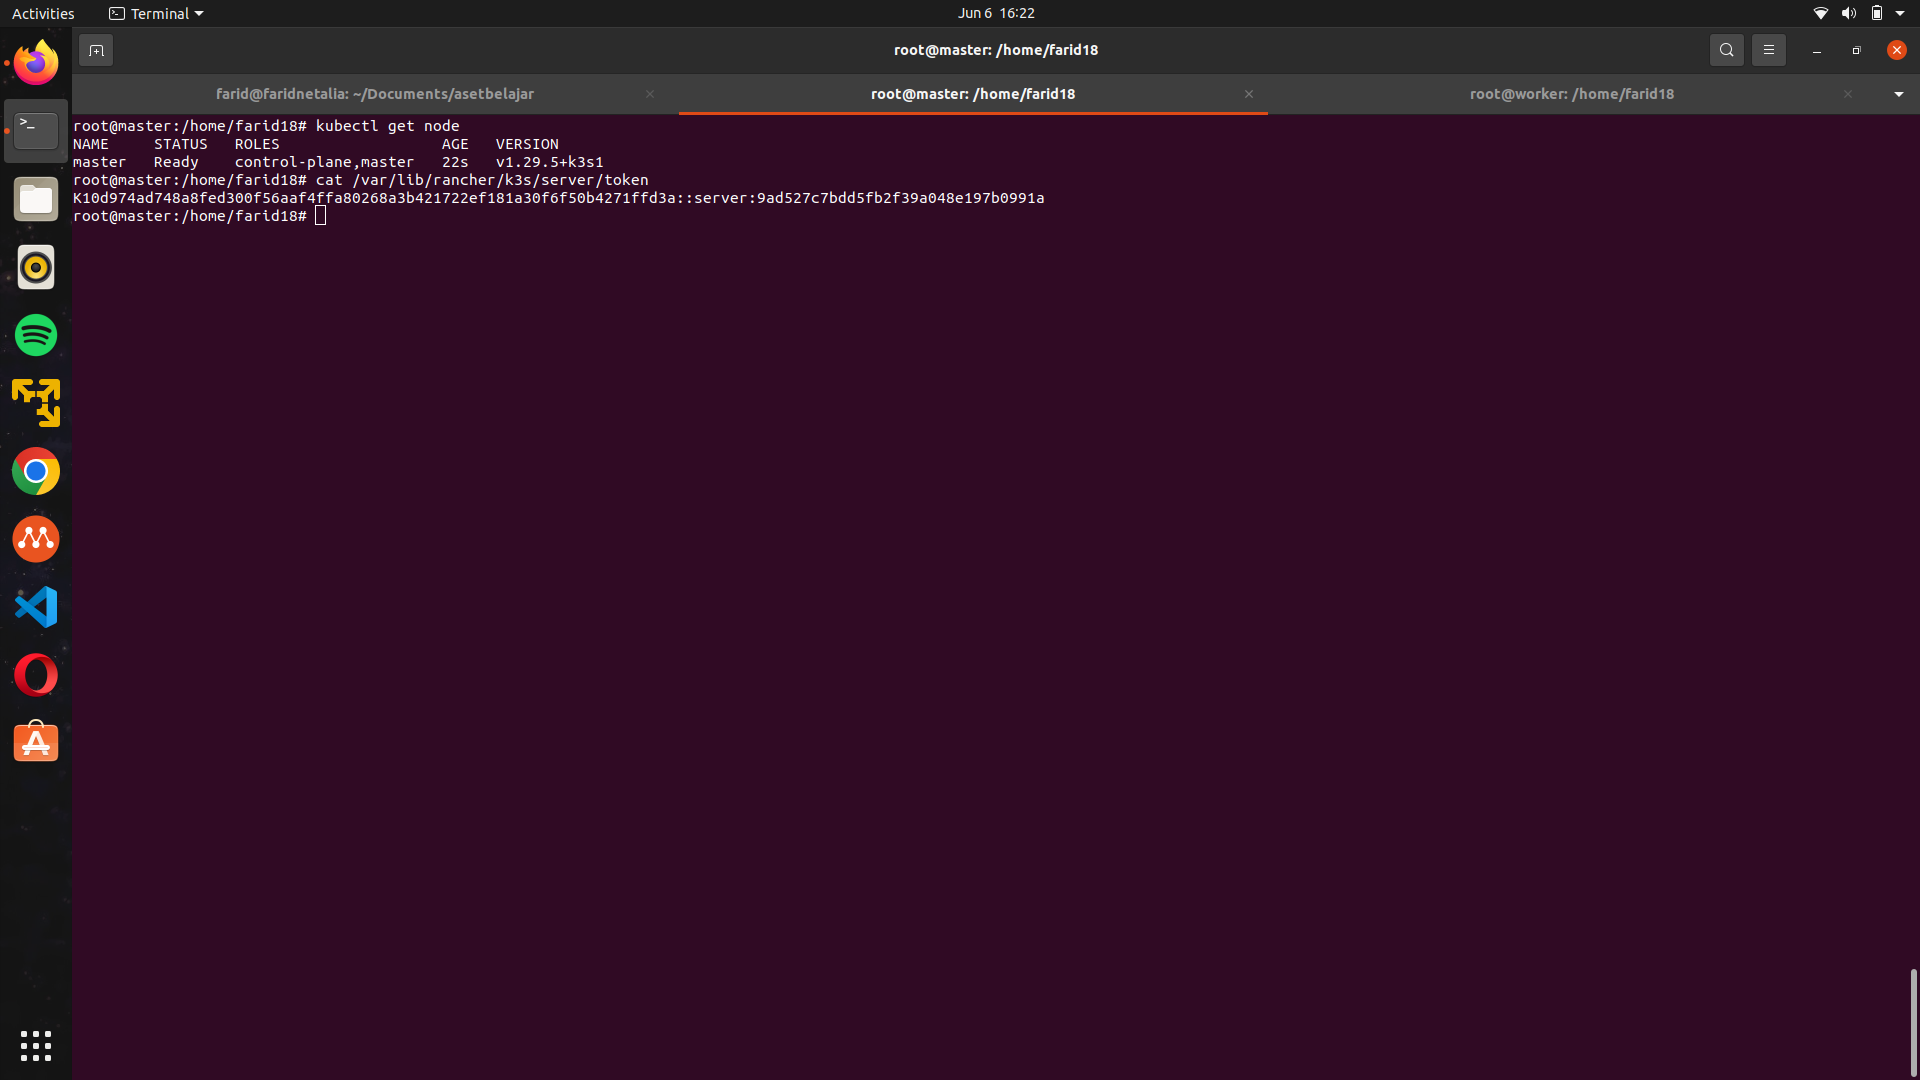 Activities
Terminal
Jun 6 16:22
root@master: /home/farid18
farid@faridnetalia: ~/Documents/asetbelajar
root@master: /home/farid18
root@worker: /home/farid18
root@master:/home/farid18# kubectl get node
NAME STATUS ROLES AGE VERSION
master Ready control-plane,master 22s v1.29.5+k3s1
root@master:/home/farid18# cat /var/lib/rancher/k3s/server/token
K10d974ad748a8fed300f56aaf4ffa80268a3b421722ef181a30f6f50b4271ffd3a::server:9ad527c7bdd5fb2f39a048e197b0991a
root@master:/home/farid18#